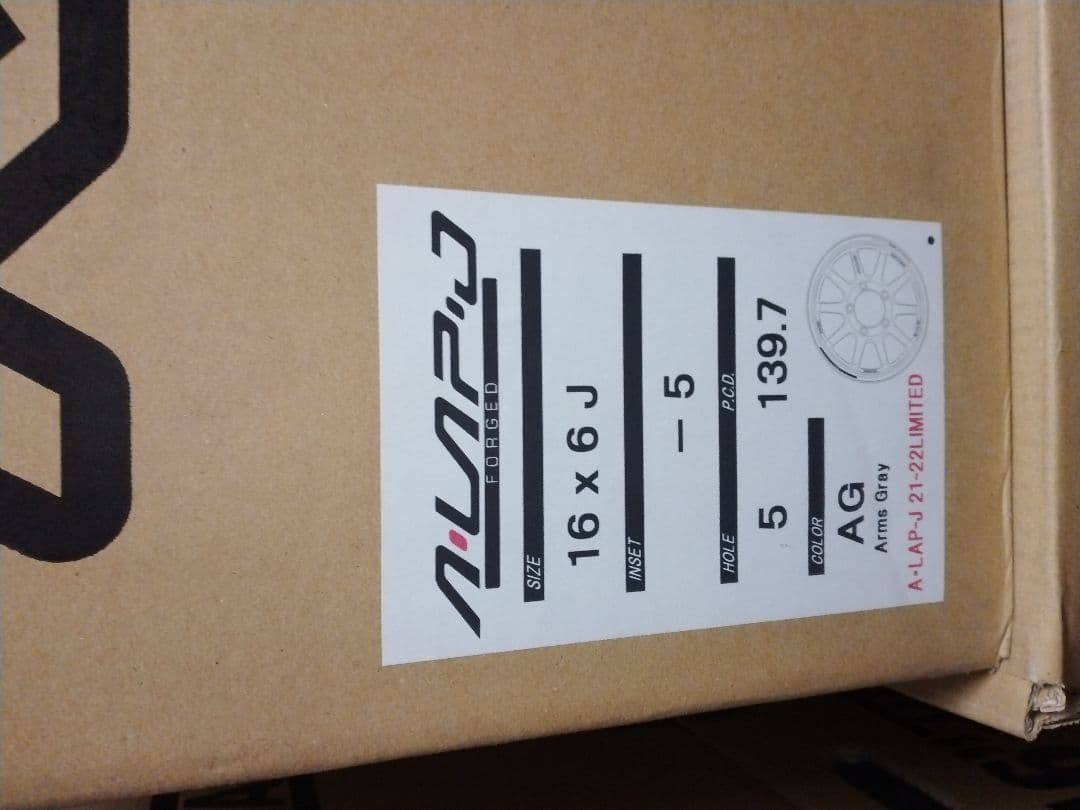 A·LAP-J
FORGED
SIZE
16 x 6 J
INSET
－5
HOLE P.C.D.
5 139.7
COLOR
AG
Arms Gray
A·LAP-J 21-22LIMITED